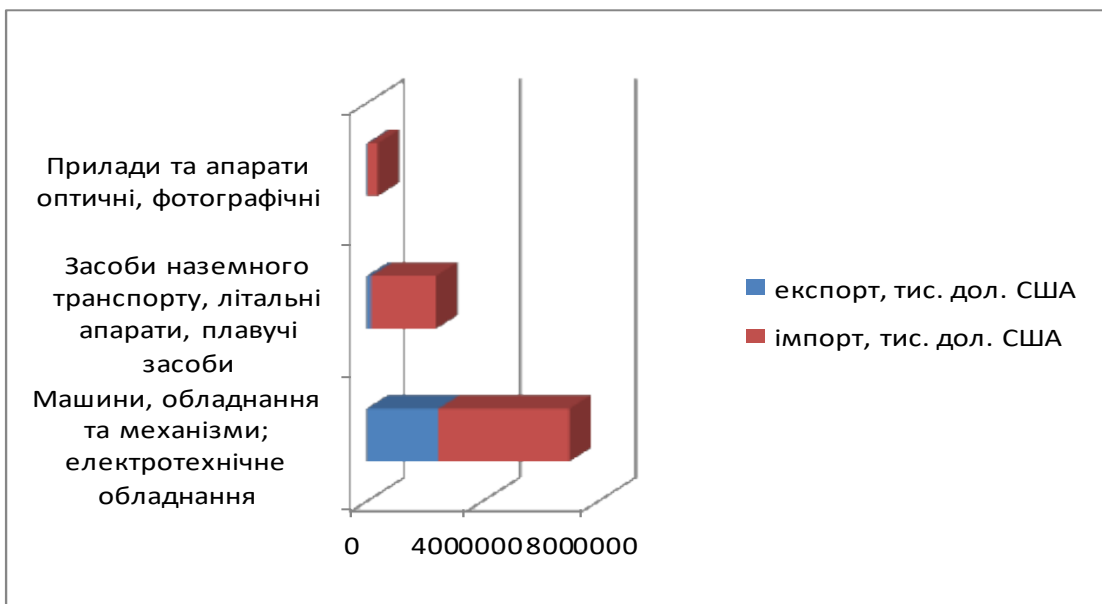 Прилади та апарати
оптичні, фотографічні
Засоби наземного
транспорту, літальні
апарати, плавучі
засоби
Машини, обладнання
та механізми;
електротехнічне
обладнання
0 4000000 8000000
експорт, тис. дол. США
імпорт, тис. дол. США